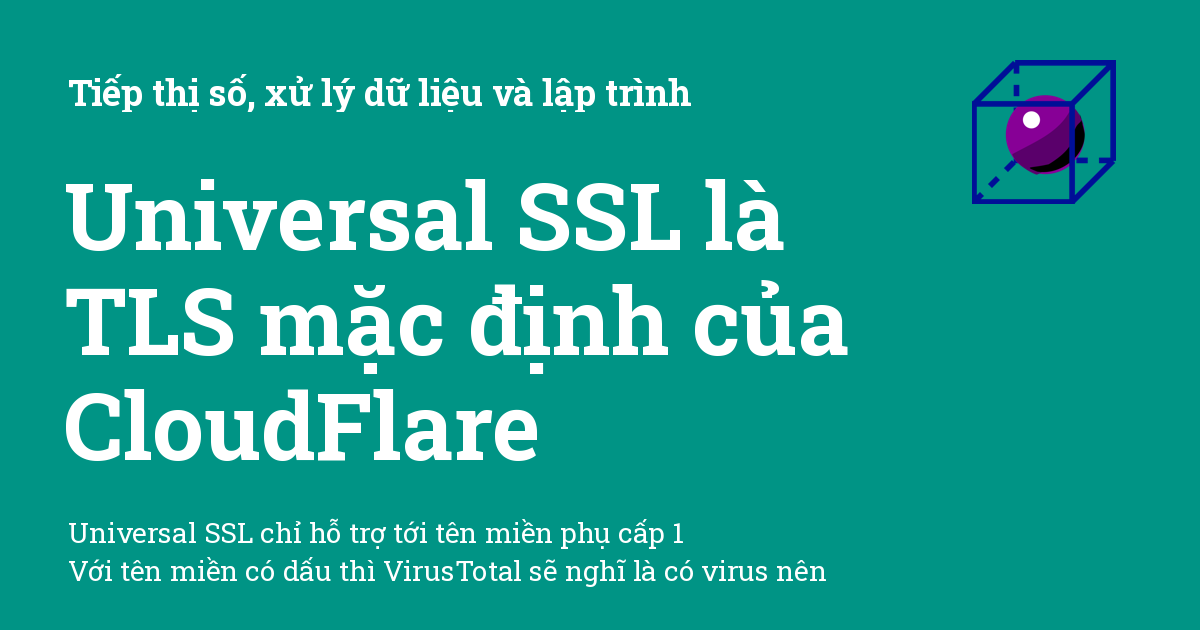 Tiếp thị số, xử lý dữ liệu và lập trình
Universal SSL là
TLS mặc định của
CloudFlare
Universal SSL chỉ hỗ trợ tới tên miền phụ cấp 1
Với tên miền có dấu thì VirusTotal sẽ nghĩ là có virus nên